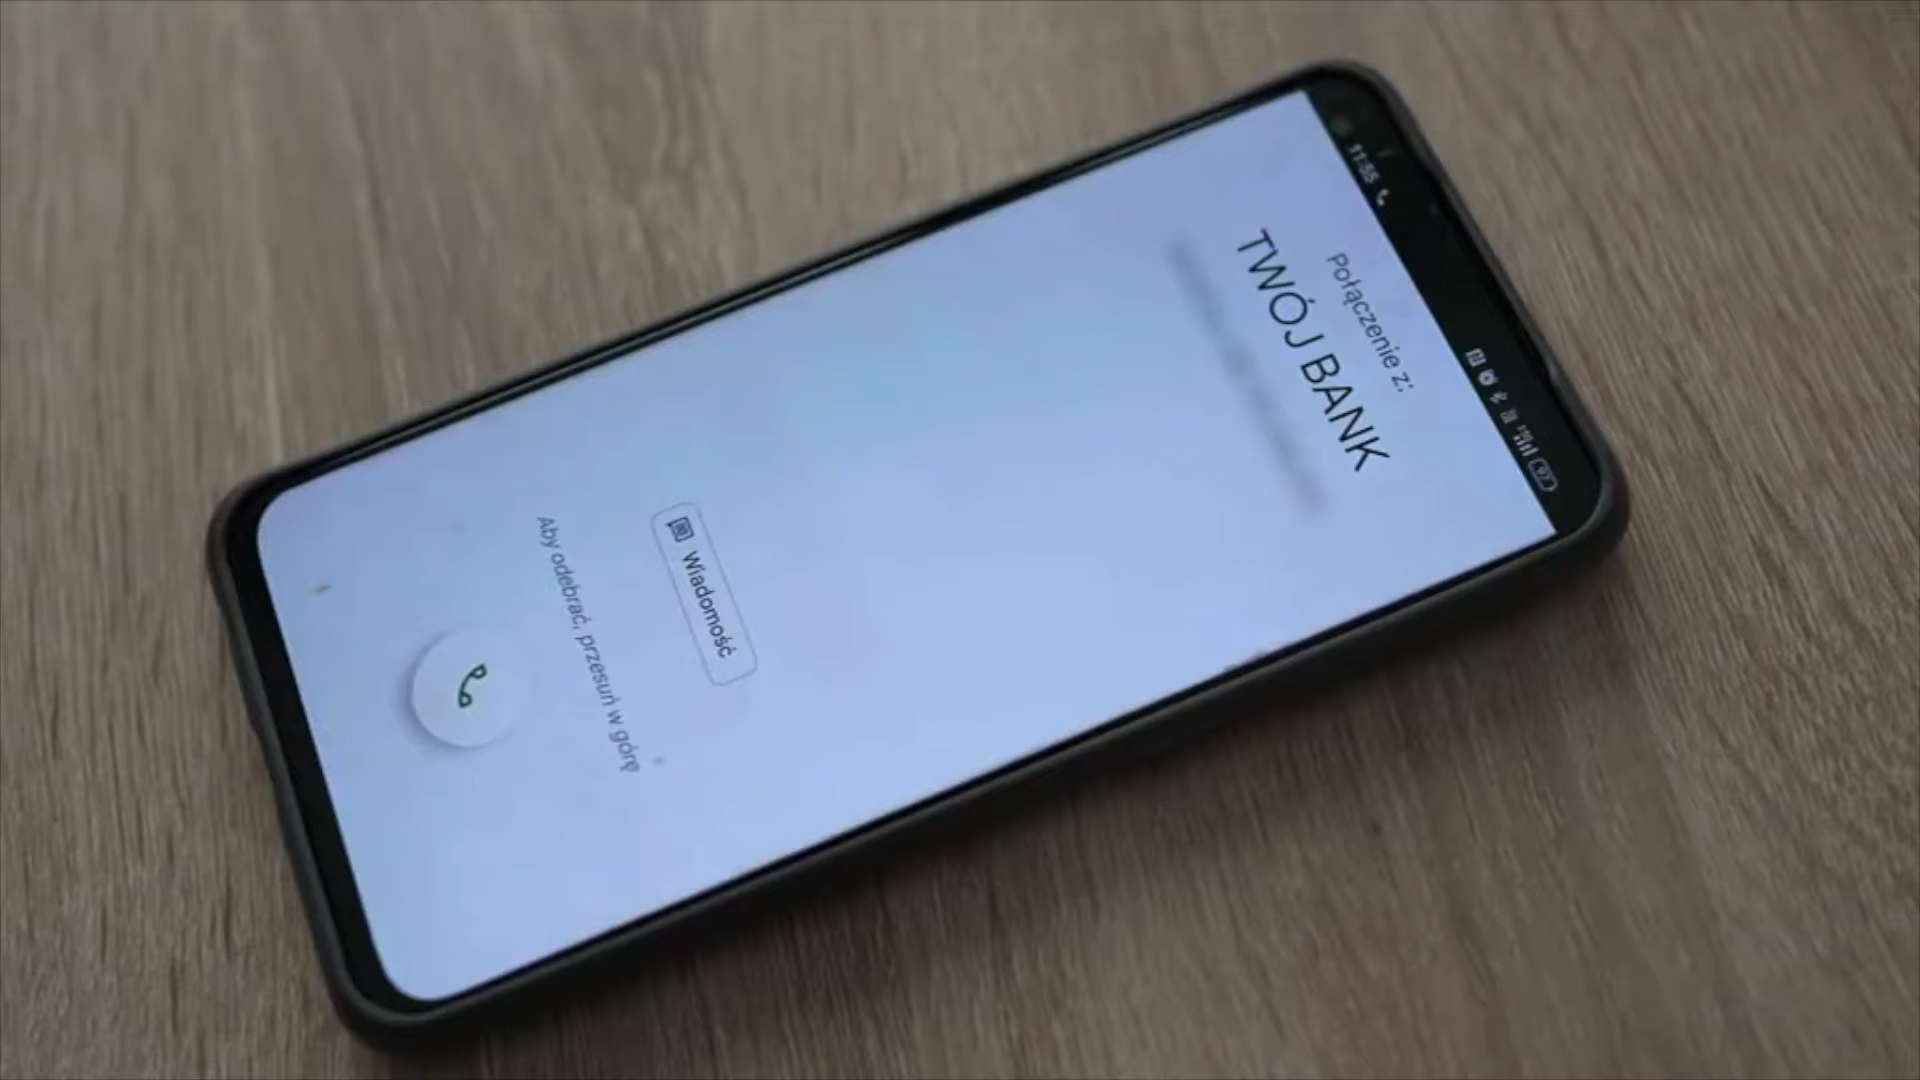 11:55
Połączenie z:
TWÓJ BANK
Wiadomość
Aby odebrać, przesuń w górę